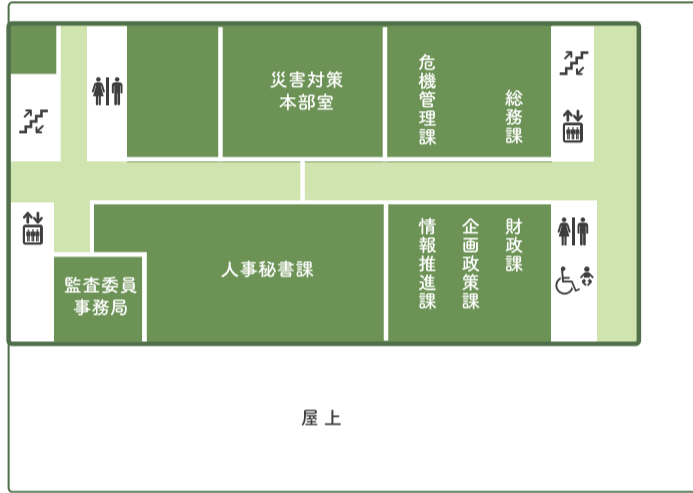 災害対策
本部室
危機管理課
総務課
人事秘書課
情報推進課
企画政策課
財政課
監査委員
事務局
屋上